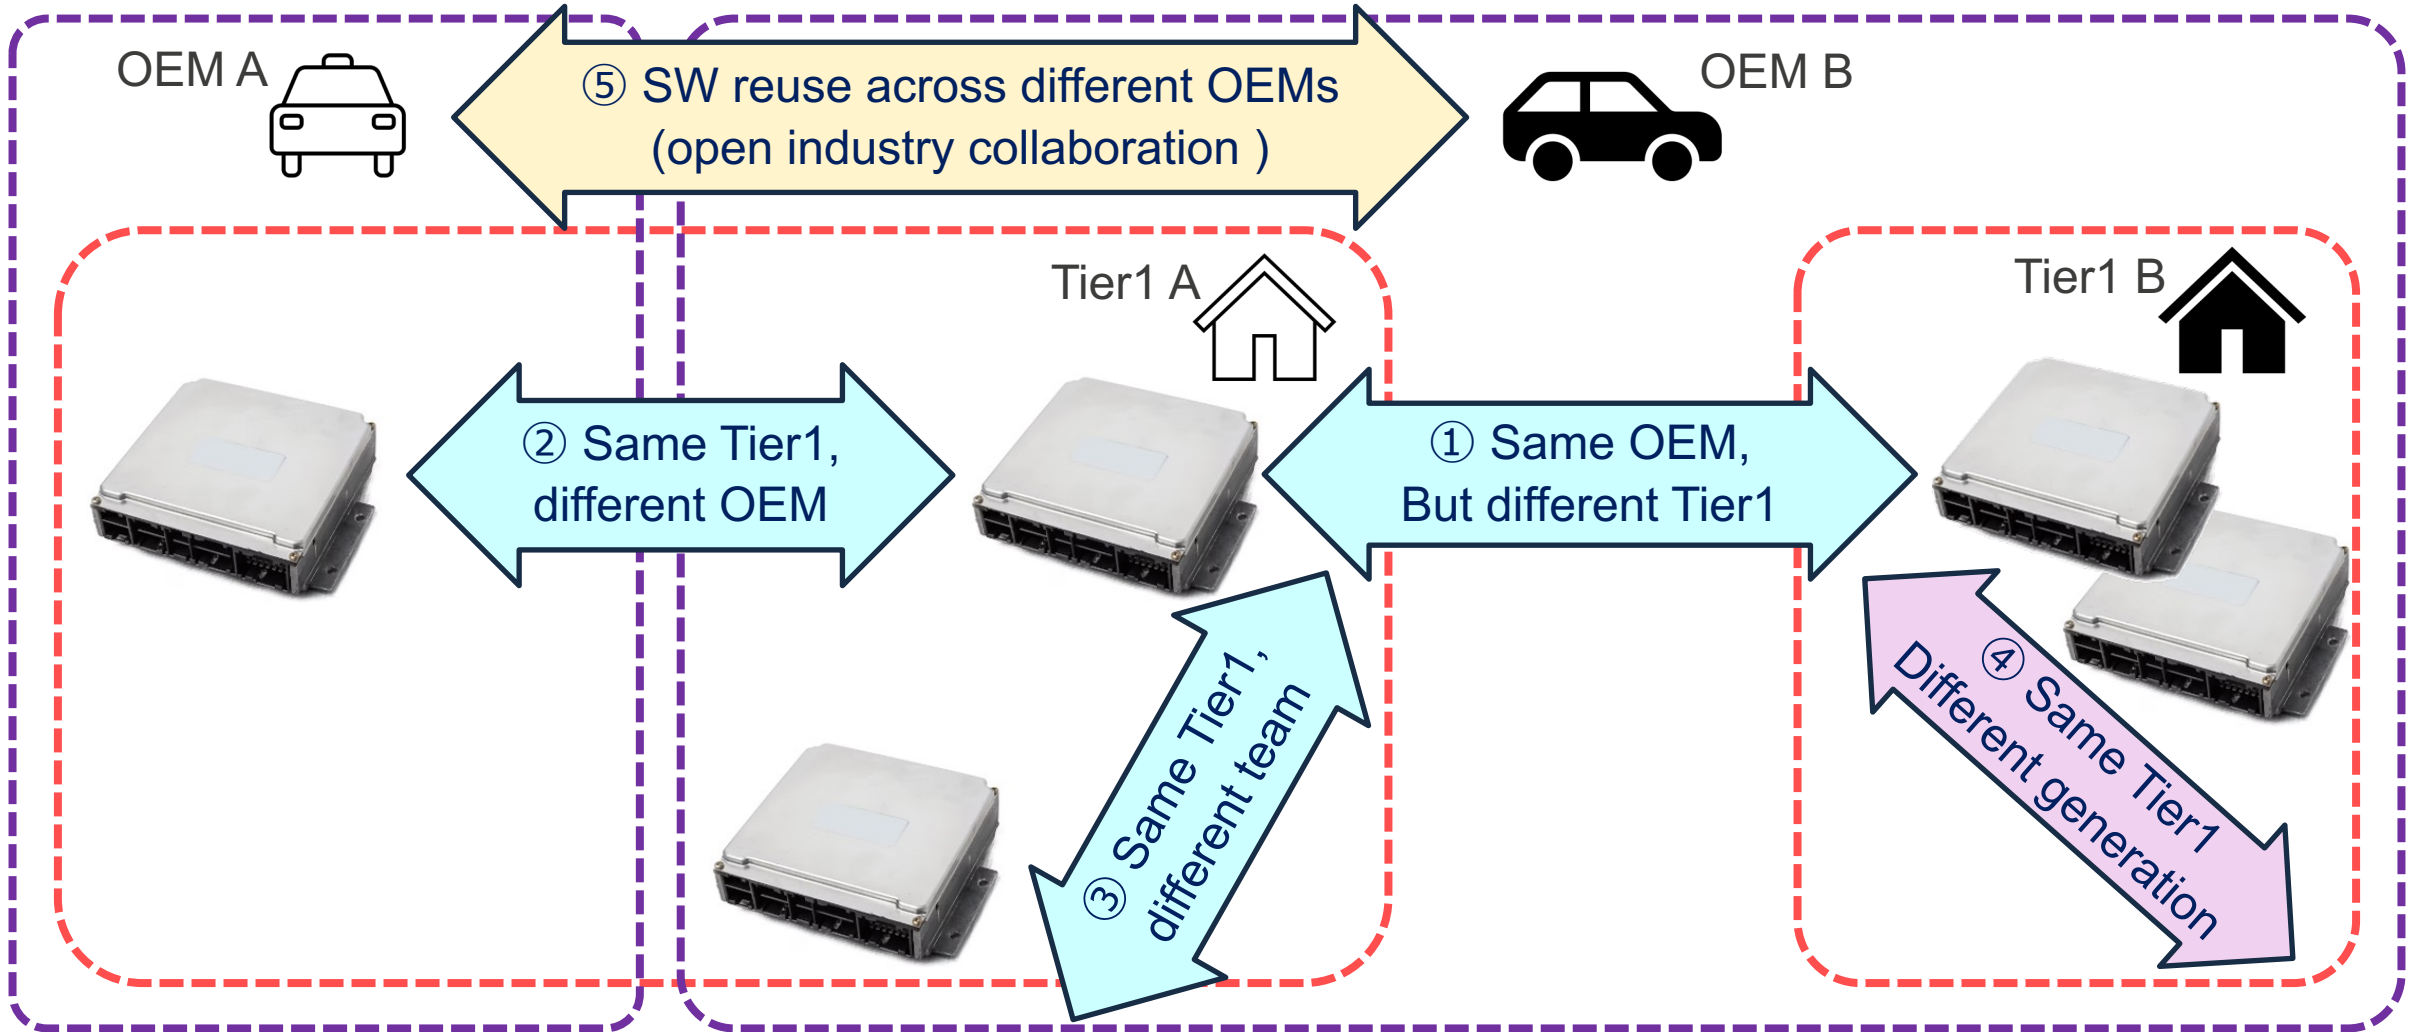 OEM A
⑤ SW reuse across different OEMs
(open industry collaboration )
OEM B
Tier1 A
Tier1 B
② Same Tier1,
different OEM
① Same OEM,
But different Tier1
③ Same Tier1,
different team
④ Same Tier1
Different generation